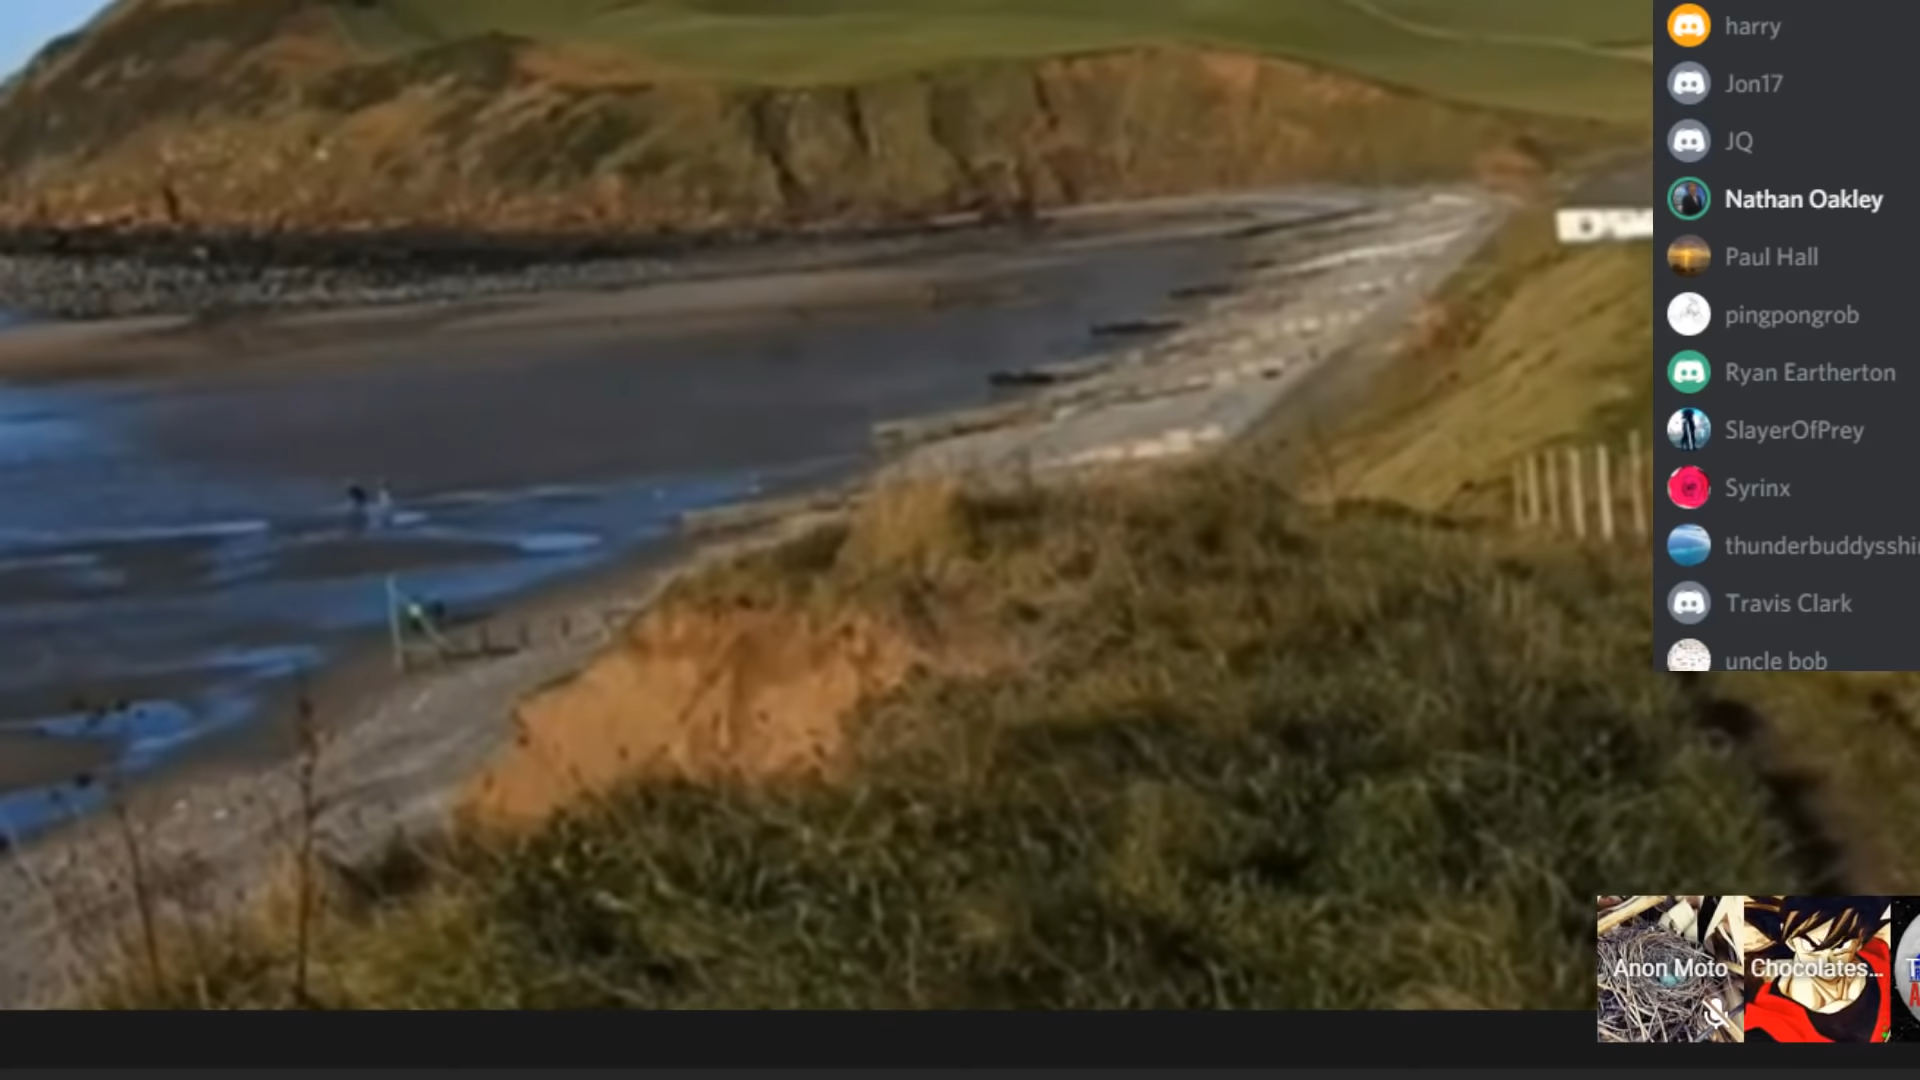 harry
Jon17
JQ
Nathan Oakley
Paul Hall
pingpongrob
Ryan Eartherton
SlayerOfPrey
Syrinx
thunderbuddysshi
Travis Clark
uncle bob
Anon Moto
Chocolates...